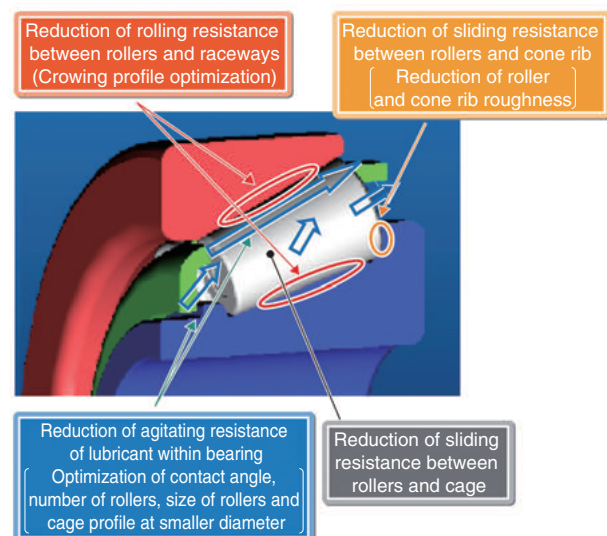 Reduction of rolling resistance
between rollers and raceways
(Crowing profile optimization)
Reduction of sliding resistance
between rollers and cone rib
Reduction of roller
and cone rib roughness
Reduction of agitating resistance
of lubricant within bearing
Optimization of contact angle,
number of rollers, size of rollers and
cage profile at smaller diameter
Reduction of sliding
resistance between
rollers and cage